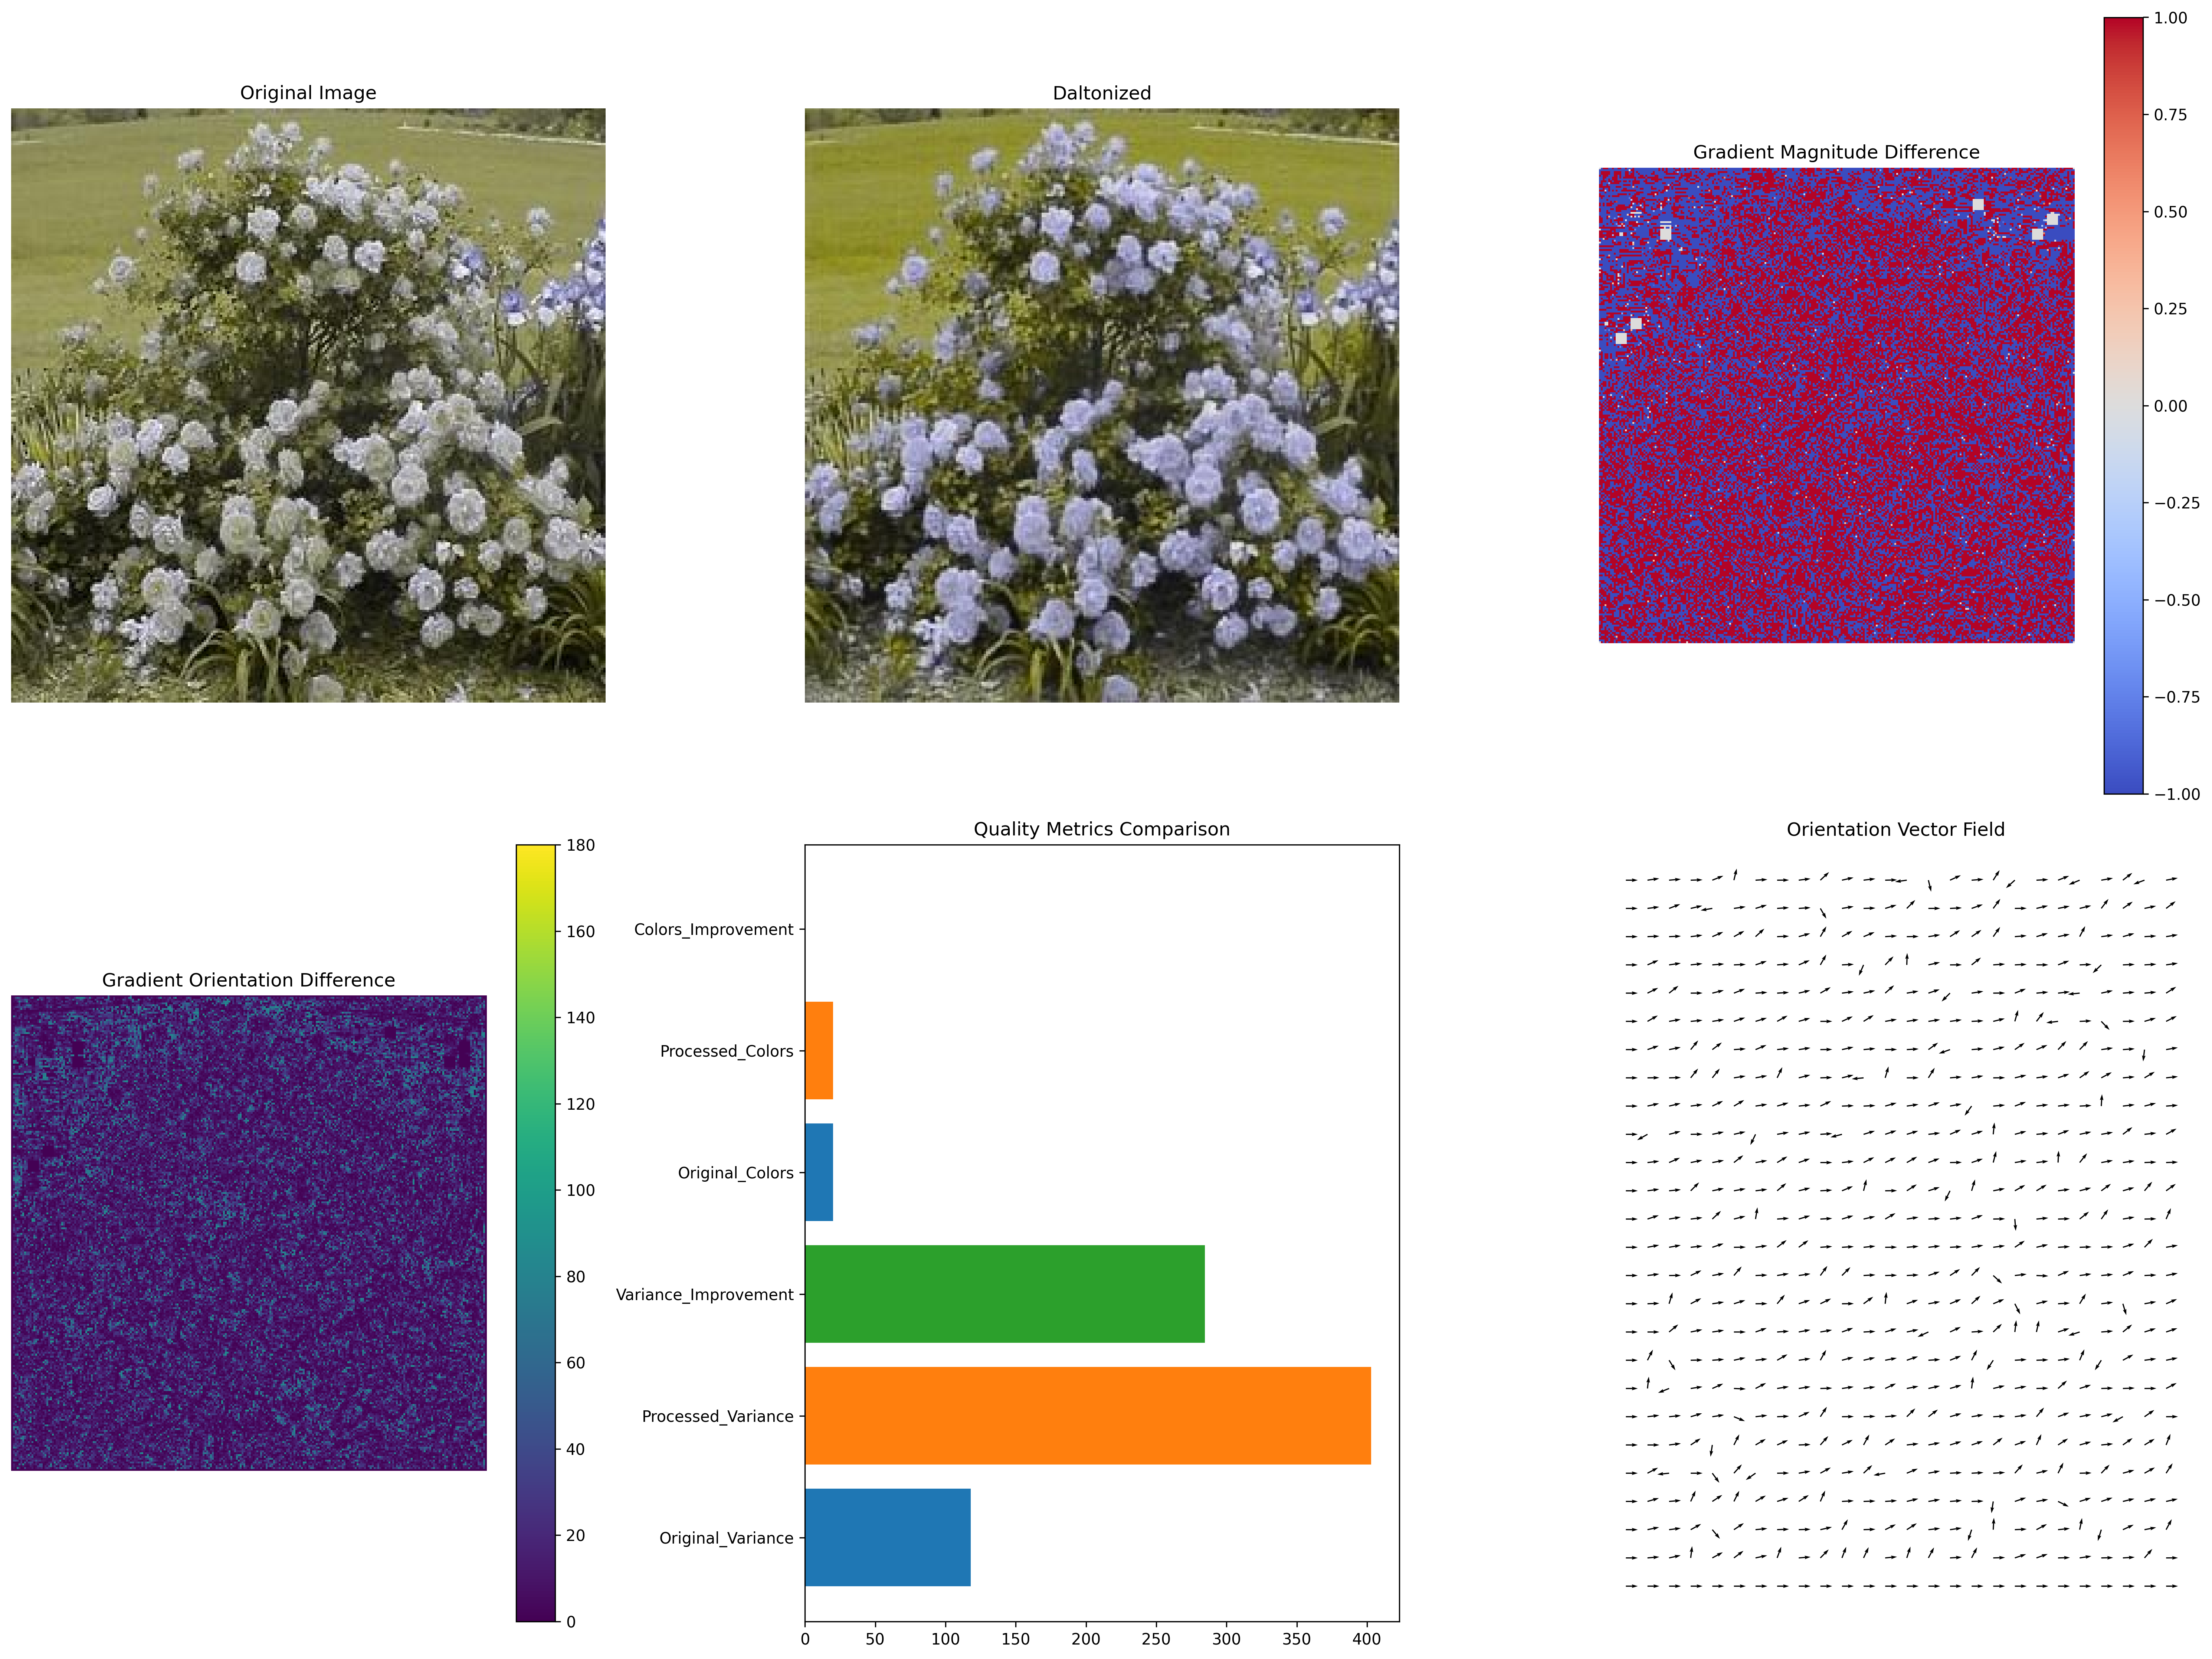 Original Image
Daltonized
Gradient Magnitude Difference
1.00
0.75
0.50
0.25
0.00
−0.25
−0.50
−0.75
−1.00
Gradient Orientation Difference
180
160
140
120
100
80
60
40
20
0
Quality Metrics Comparison
Colors_Improvement
Processed_Colors
Original_Colors
Variance_Improvement
Processed_Variance
Original_Variance
0 50 100 150 200 250 300 350 400
Orientation Vector Field